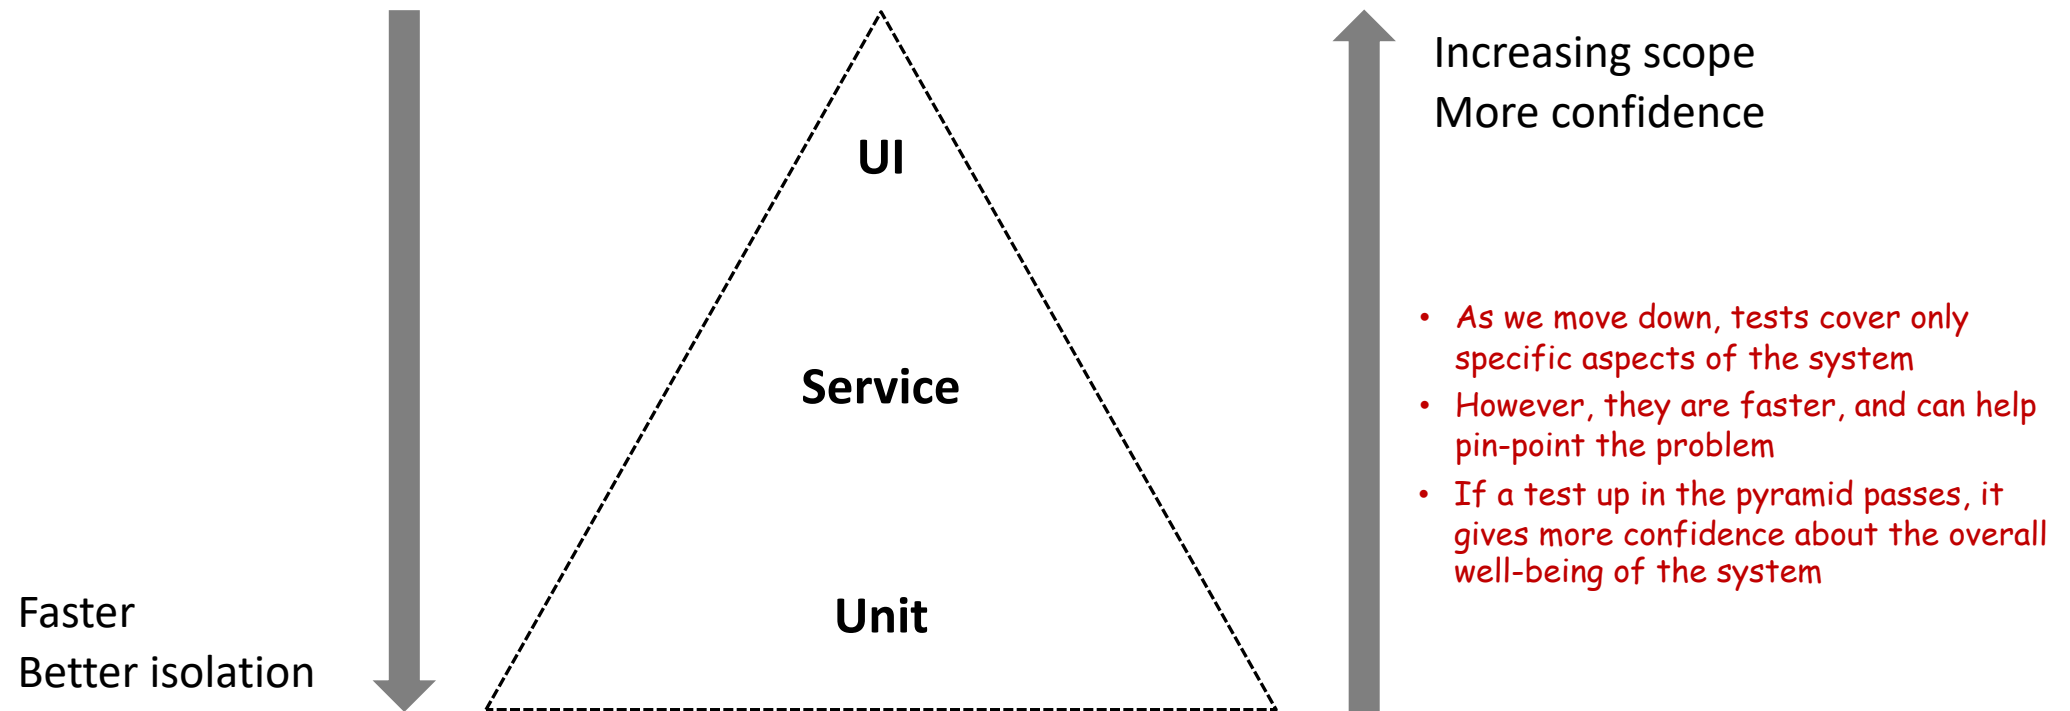 Increasing scope
More confidence
UI
Service
Unit
Faster
Better isolation
• As we move down, tests cover only
specific aspects of the system
• However, they are faster, and can help
pin-point the problem
• If a test up in the pyramid passes, it
gives more confidence about the overall
well-being of the system